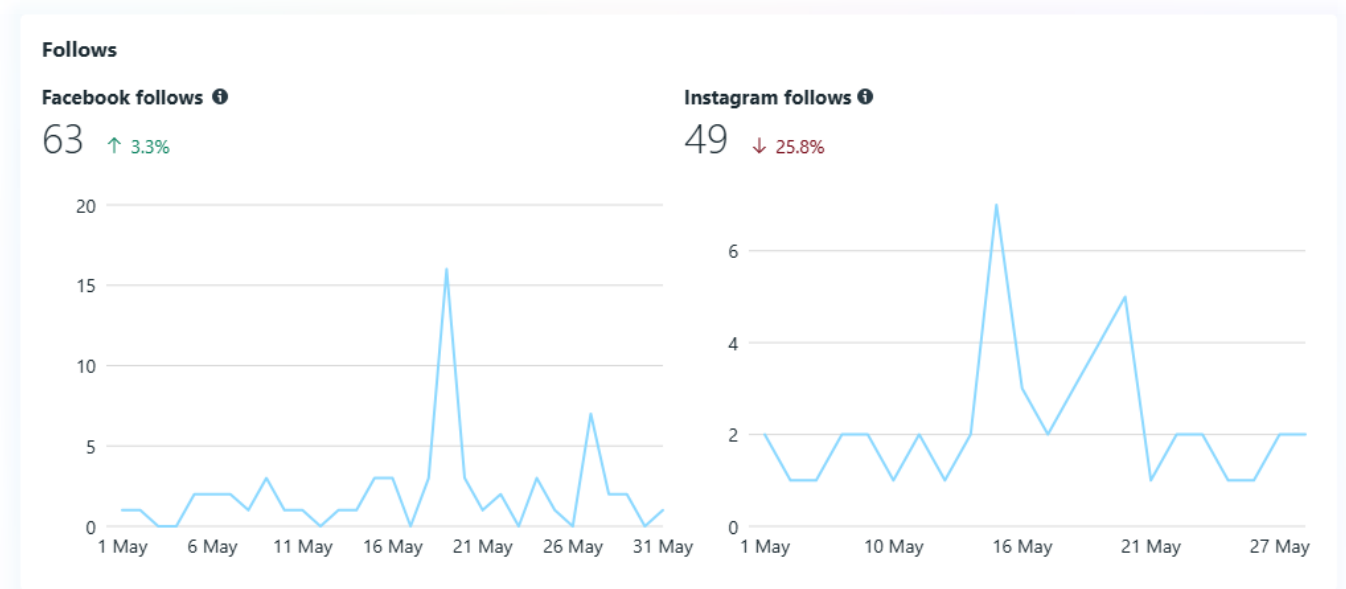 Follows
Facebook follows
63 ↑ 3.3%
20
15
10
5
0
1 May 6 May 11 May 16 May 21 May 26 May 31 May
Instagram follows
49 ↓ 25.8%
6
4
2
0
1 May 10 May 16 May 21 May 27 May